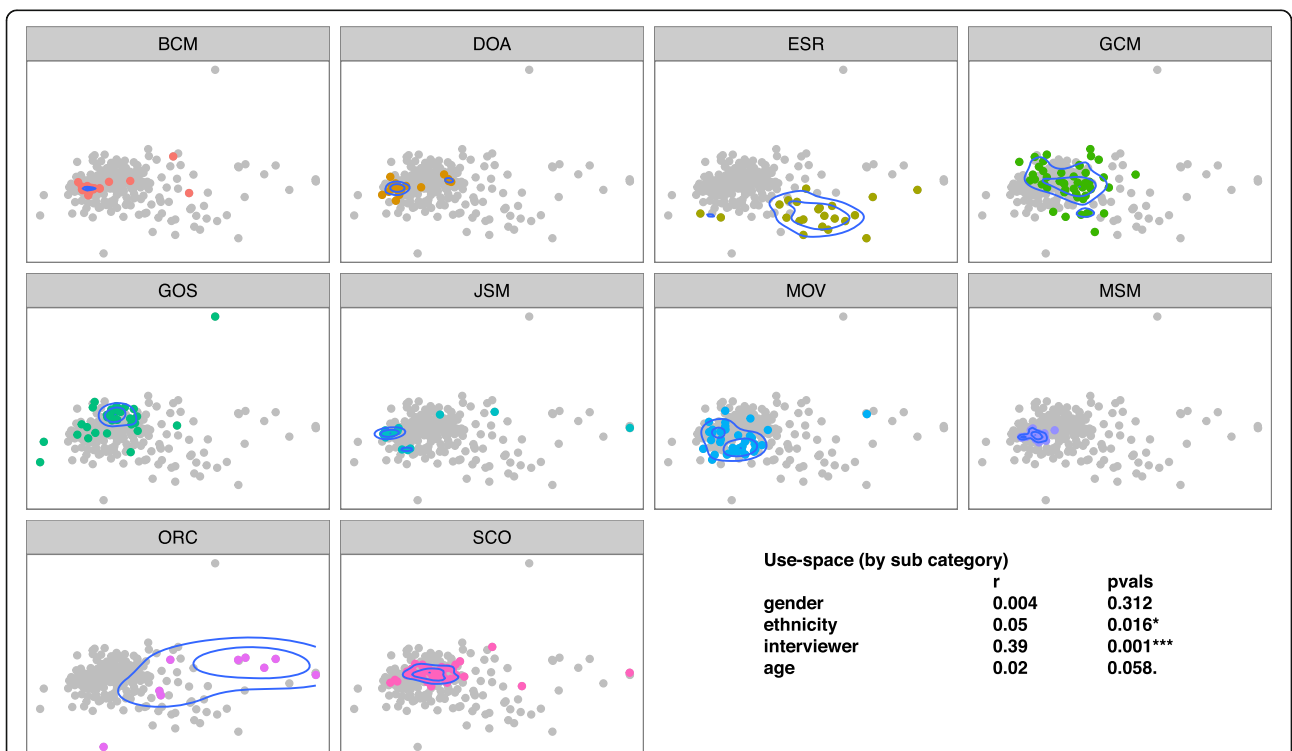 BCM DOA ESR GCM
GOS JSM MOV MSM
ORC SCO
Use-space (by sub category)
r pvals
gender 0.004 0.312
ethnicity 0.05 0.016*
interviewer 0.39 0.001***
age 0.02 0.058.